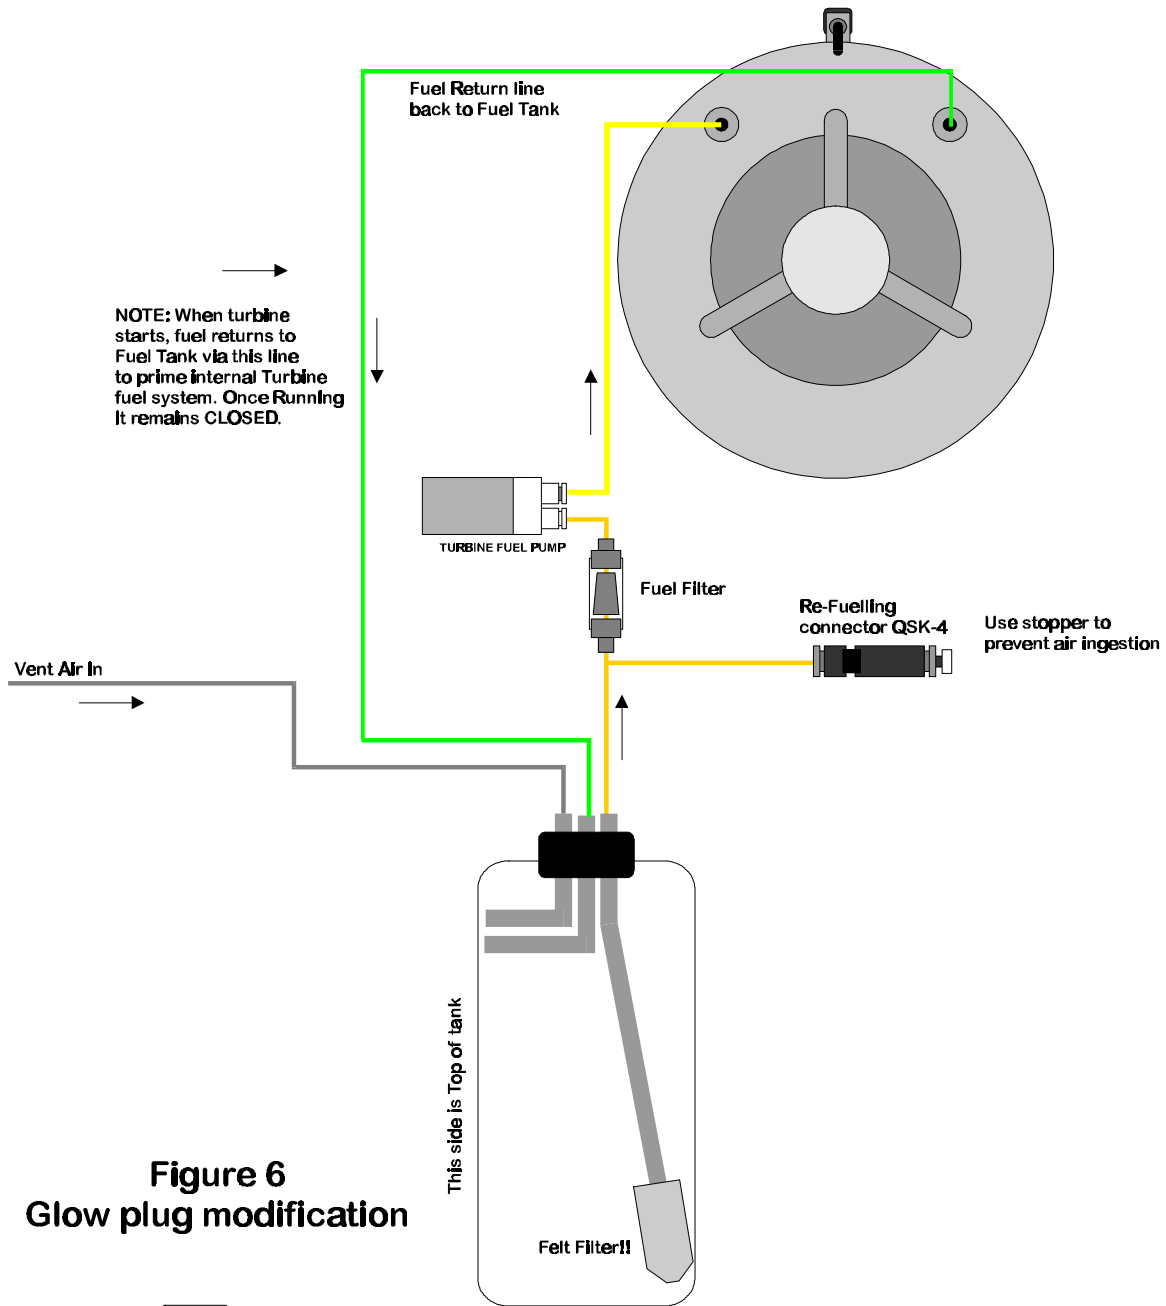 Fuel Return line
back to Fuel Tank
NOTE: When turbine
starts, fuel returns to
Fuel Tank via this line
to prime internal Turbine
fuel system. Once Running
it remains CLOSED.
TURBINE FUEL PUMP
Fuel Filter
Re-Fuelling
connector QSK-4
Use stopper to
prevent air ingestion
Vent Air In
This side is Top of tank
Figure 6
Glow plug modification
Felt Filter!!